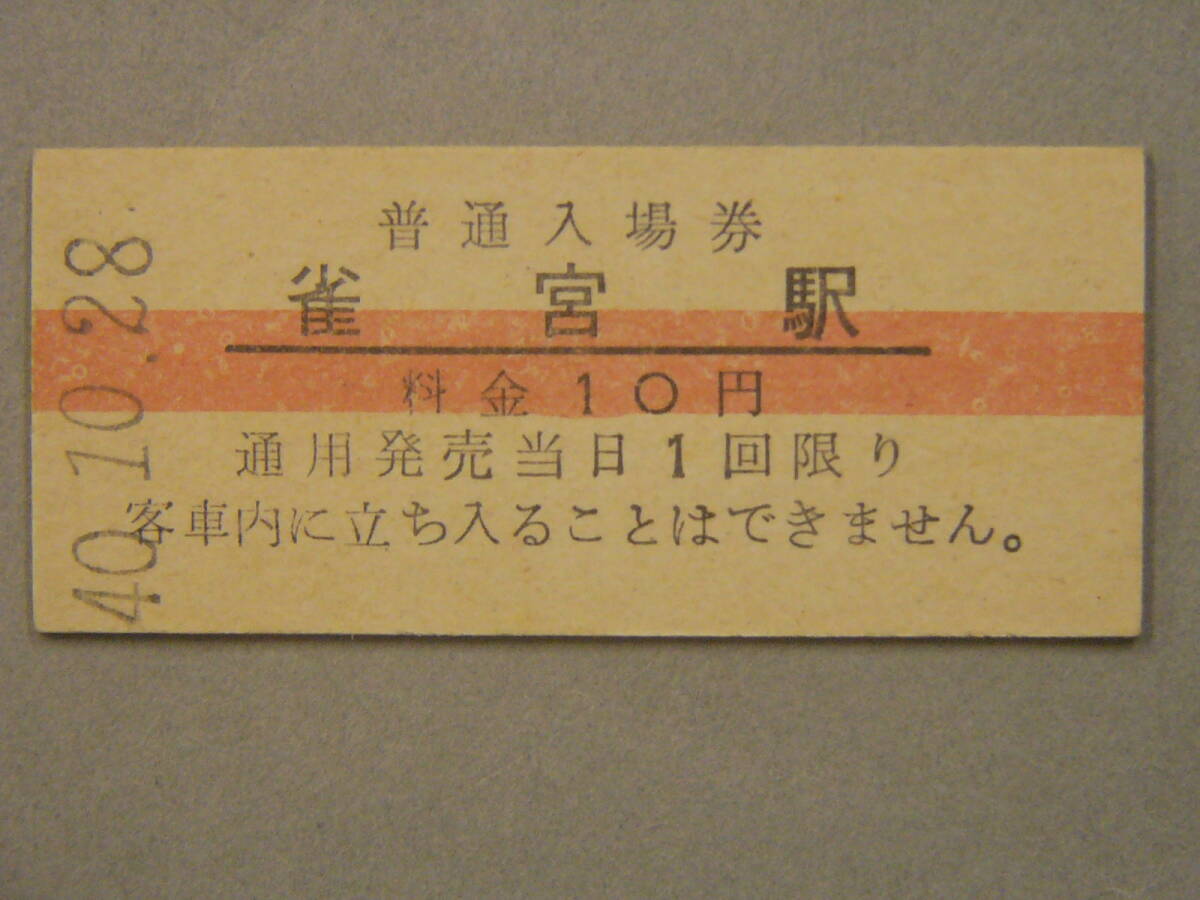 普通入場券
雀宮駅
料金10円
通用発売当日1回限り
客車内に立ち入ることはできません。
40.10.28